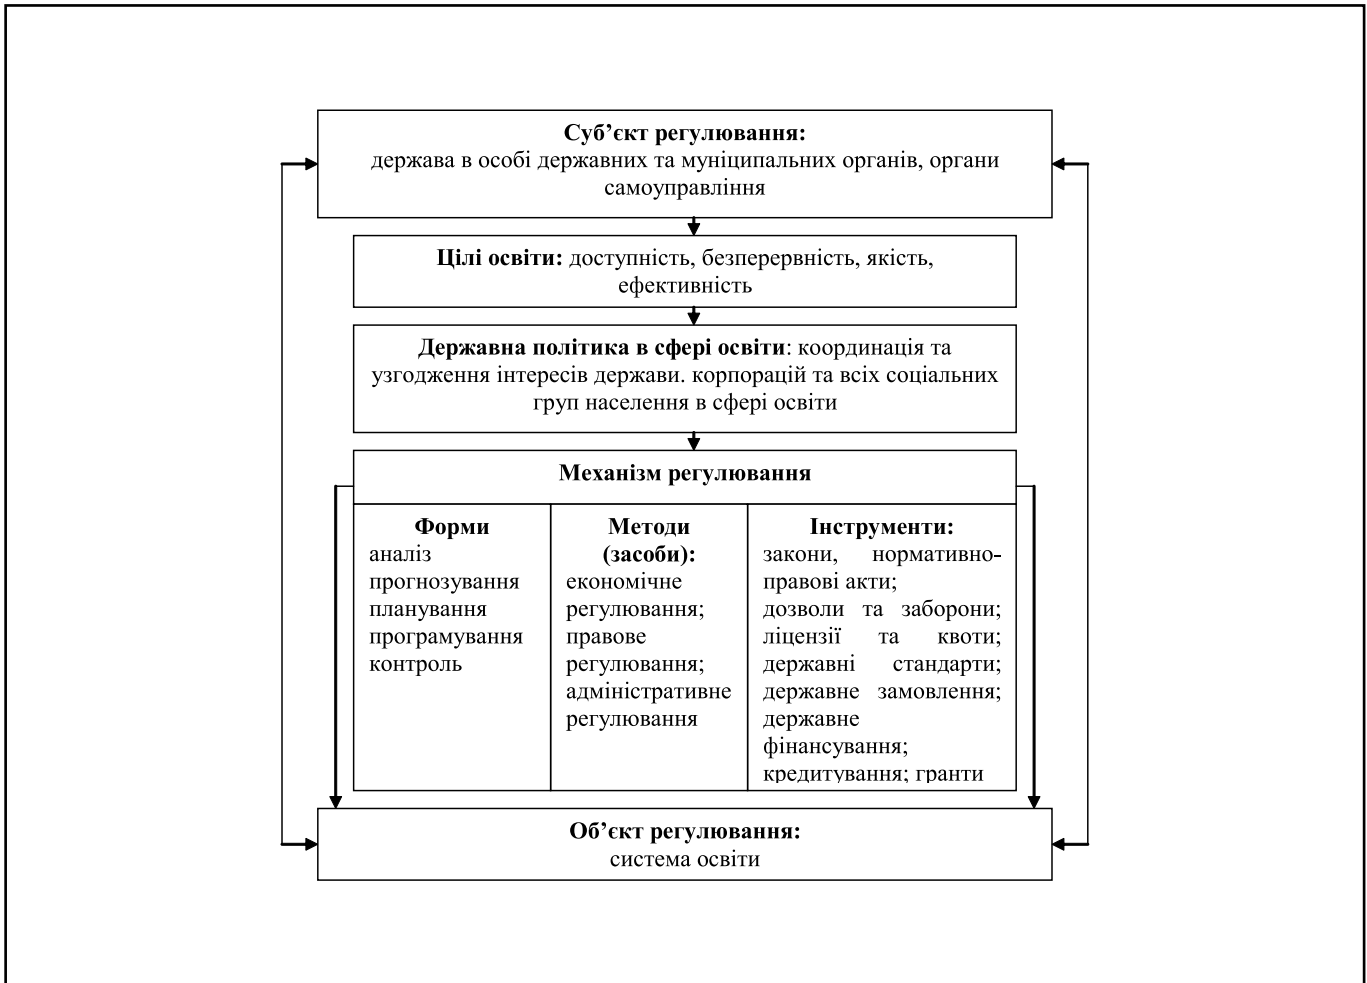 Суб’єкт регулювання:
держава в особі державних та муніципальних органів, органи
самоуправління
Цілі освіти: доступність, безперервність, якість,
ефективність
Державна політика в сфері освіти: координація та
узгодження інтересів держави. корпорацій та всіх соціальних
груп населення в сфері освіти
Механізм регулювання
Форми
аналіз
прогнозування
планування
програмування
контроль
Методи
(засоби):
економічне
регулювання;
правове
регулювання;
адміністративне
регулювання
Інструменти:
закони, нормативно-
правові акти;
дозволи та заборони;
ліцензії та квоти;
державні стандарти;
державне замовлення;
державне
фінансування;
кредитування; гранти
Об’єкт регулювання:
система освіти